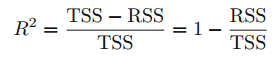 R² = (TSS − RSS) / TSS = 1 − RSS / TSS